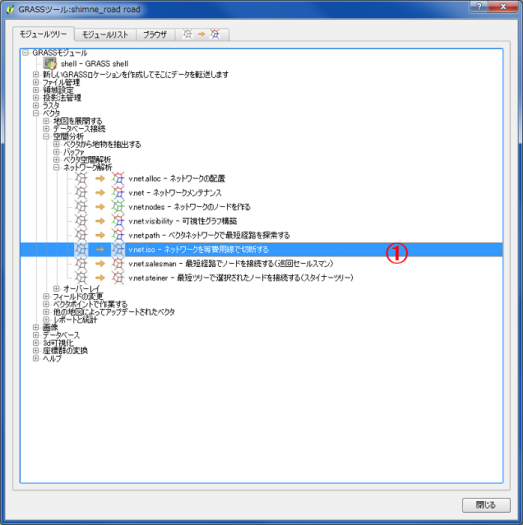 GRASSツール:shimne_road road
モジュールツリー モジュールリスト ブラウザ
GRASSモジュール
shell - GRASS shell
新しいGRASSロケーションを作成してそこにデータを転送します
ファイル管理
領域設定
投影法管理
ラスタ
ベクタ
地図を展開する
データベース接続
空間分析
ベクタから地物を抽出する
バッファ
ベクタ空間解析
ネットワーク解析
v.net.alloc - ネットワークの配置
v.net - ネットワークメンテナンス
v.net.nodes - ネットワークのノードを作る
v.net.visibility - 可視性グラフ構築
v.net.path - ベクタネットワークで最短経路を探索する
v.net.iso - ネットワークを等費用線で切断する ①
v.net.salesman - 最短経路でノードを接続する(巡回セールスマン)
v.net.steiner - 最短ツリーで選択されたノードを接続する(スタイナーツリー)
オーバーレイ
フィールドの変更
ベクタポイントで作業する
他の地図によってアップデートされたベクタ
レポートと統計
画像
データベース
3d可視化
座標群の変換
ヘルプ
閉じる